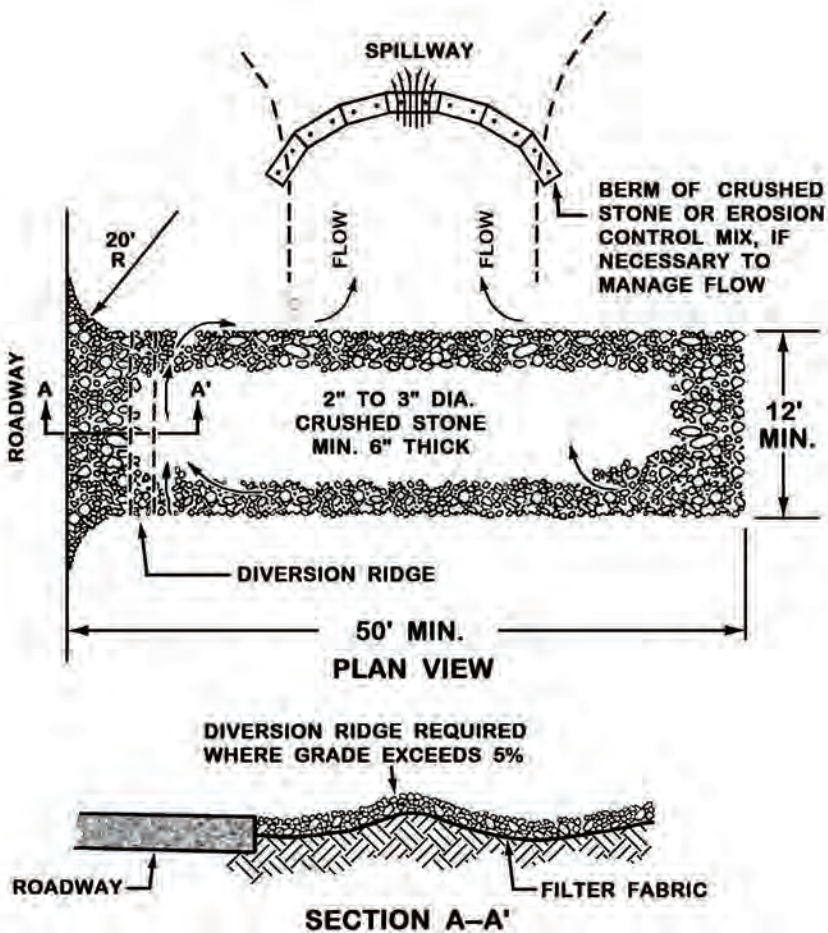 SPILLWAY
BERM OF CRUSHED
STONE OR EROSION
CONTROL MIX, IF
NECESSARY TO
MANAGE FLOW
20'
R
FLOW
FLOW
ROADWAY
A
A'
2" TO 3" DIA.
CRUSHED STONE
MIN. 6" THICK
12'
MIN.
DIVERSION RIDGE
50' MIN.
PLAN VIEW
DIVERSION RIDGE REQUIRED
WHERE GRADE EXCEEDS 5%
ROADWAY
FILTER FABRIC
SECTION A–A'